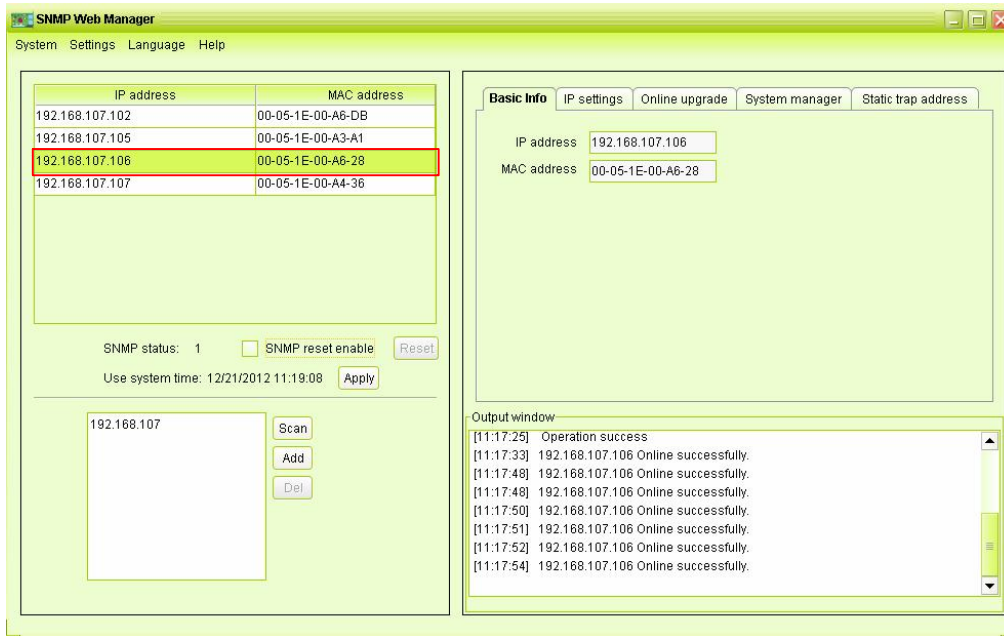 SNMP Web Manager
System Settings Language Help
IP address MAC address
192.168.107.102 00-05-1E-00-A6-DB
192.168.107.105 00-05-1E-00-A3-A1
192.168.107.106 00-05-1E-00-A6-28
192.168.107.107 00-05-1E-00-A4-36
SNMP status: 1 SNMP reset enable Reset
Use system time: 12/21/2012 11:19:08 Apply
192.168.107
Scan
Add
Del
Basic Info IP settings Online upgrade System manager Static trap address
IP address 192.168.107.106
MAC address 00-05-1E-00-A6-28
Output window
[11:17:25] Operation success
[11:17:33] 192.168.107.106 Online successfully.
[11:17:48] 192.168.107.106 Online successfully.
[11:17:48] 192.168.107.106 Online successfully.
[11:17:50] 192.168.107.106 Online successfully.
[11:17:51] 192.168.107.106 Online successfully.
[11:17:52] 192.168.107.106 Online successfully.
[11:17:54] 192.168.107.106 Online successfully.